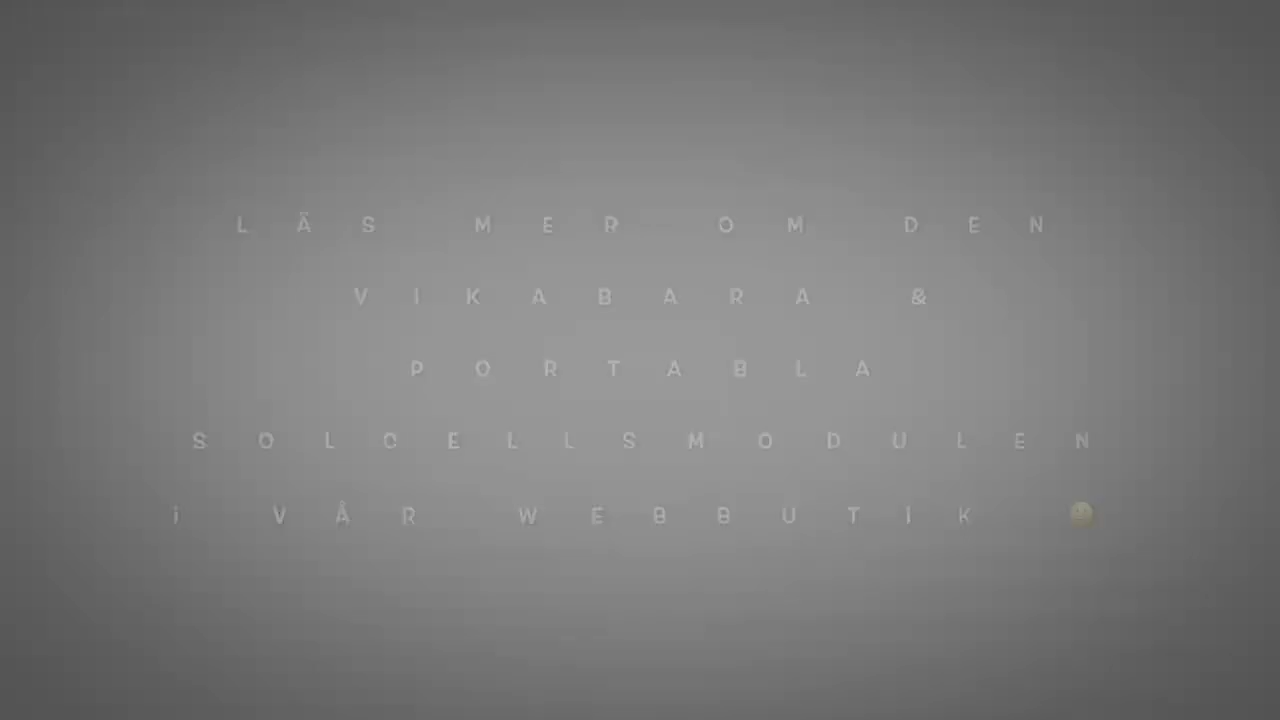 LÄS MER OM DEN
VIKABARA &
PORTABLA
SOLCELLSMODULEN
i VÅR WEBBUTIK 🙂